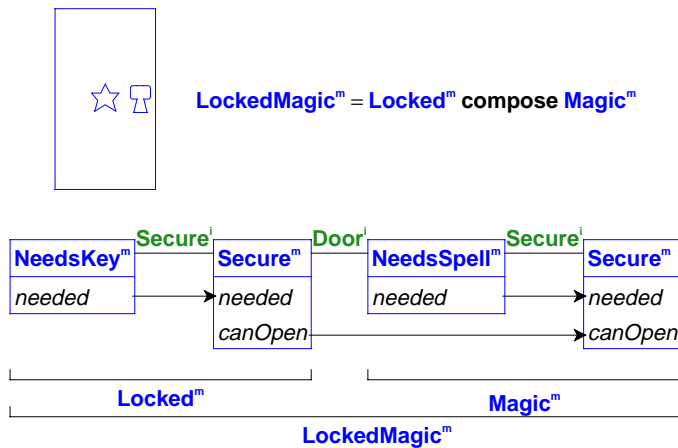 LockedMagicᵐ = Lockedᵐ compose Magicᵐ
Secureⁱ Doorⁱ Secureⁱ
NeedsKeyᵐ Secureᵐ NeedsSpellᵐ Secureᵐ
needed needed needed needed
canOpen canOpen
Lockedᵐ Magicᵐ
LockedMagicᵐ